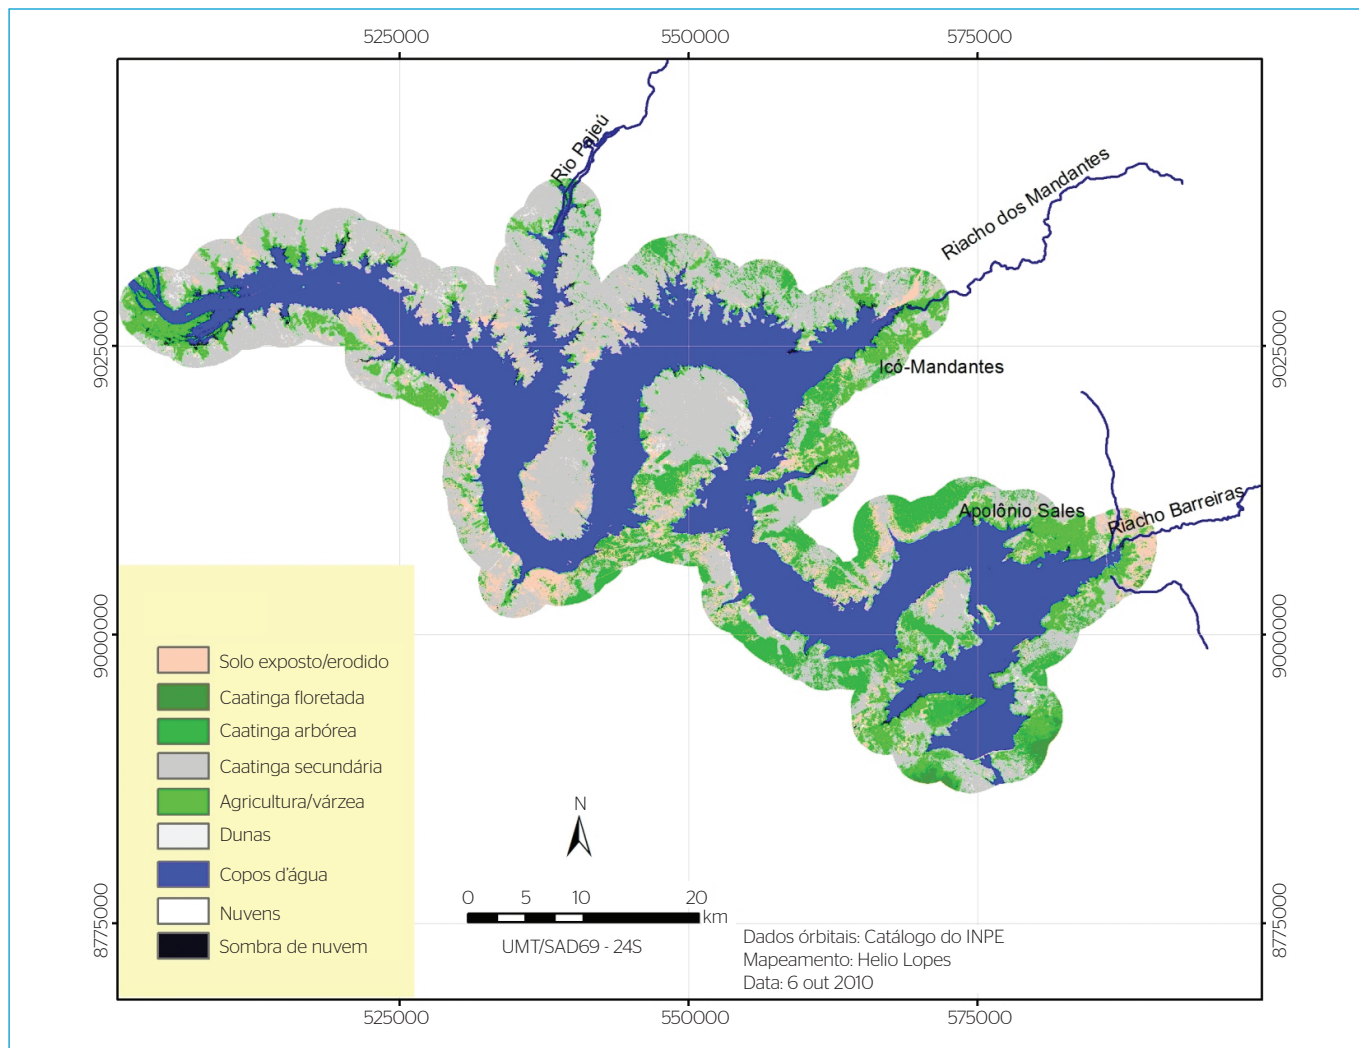 525000 550000 575000
Rio Pajeú
Riacho dos Mandantes
9025000 9025000
Icó-Mandantes
Apolônio Sales
Riacho Barreiras
9000000 9000000
Solo exposto/erodido
Caatinga floretada
Caatinga arbórea
Caatinga secundária
Agricultura/várzea
Dunas
Copos d'água
Nuvens
Sombra de nuvem
N
0 5 10 20
km
UMT/SAD69 - 24S
8775000 8775000
Dados órbitais: Catálogo do INPE
Mapeamento: Helio Lopes
Data: 6 out 2010
525000 550000 575000